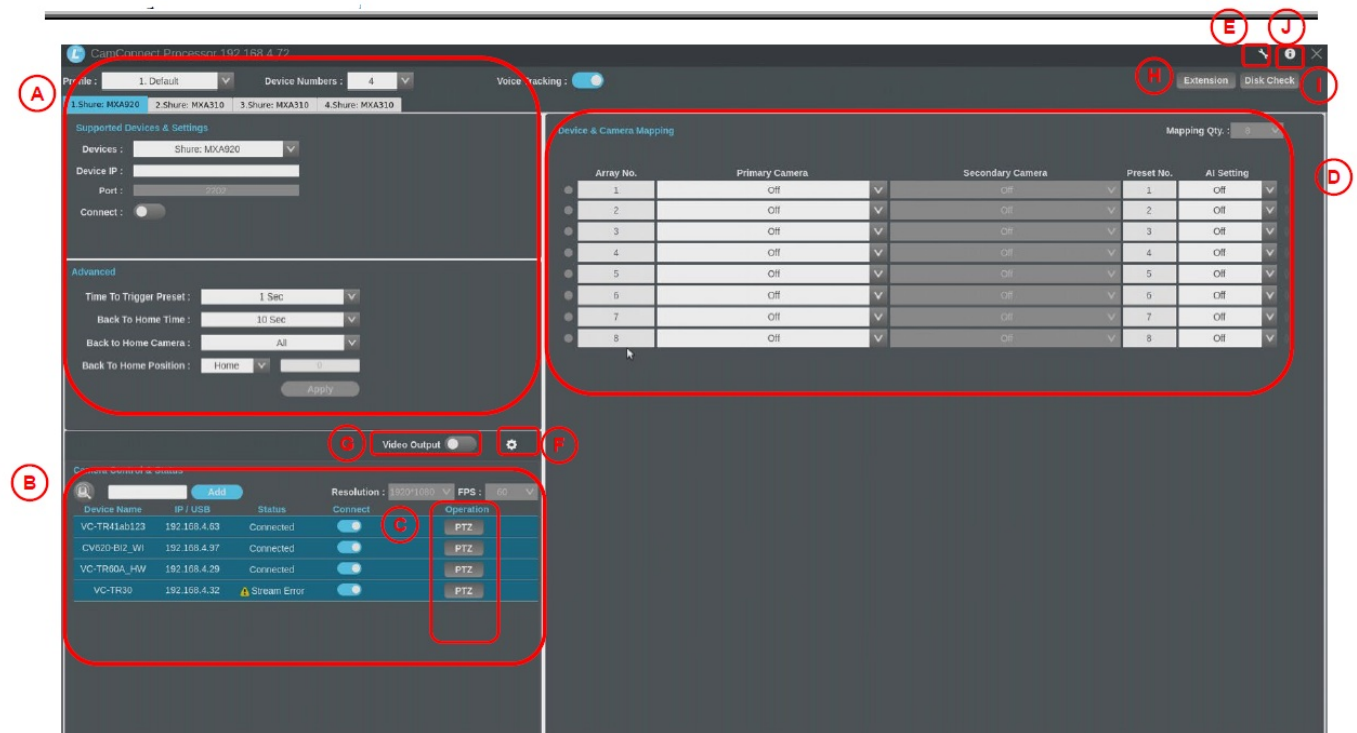 E J
CamConnect Processor 192.168.4.72
A
Profile : 1. Default Device Numbers : 4 Voice Tracking :
H Extension Disk Check I
1.Shure: MXA920 2.Shure: MXA310 3.Shure: MXA310 4.Shure: MXA310
Supported Devices & Settings
Devices : Shure: MXA920
Device IP :
Port : 2202
Connect :
Advanced
Time To Trigger Preset : 1 Sec
Back To Home Time : 10 Sec
Back to Home Camera : All
Back To Home Position : Home 0
Apply
Device & Camera Mapping Mapping Qty. : 8
D
Array No. Primary Camera Secondary Camera Preset No. AI Setting
1 Off Off 1 Off
2 Off Off 2 Off
3 Off Off 3 Off
4 Off Off 4 Off
5 Off Off 5 Off
6 Off Off 6 Off
7 Off Off 7 Off
8 Off Off 8 Off
G Video Output F
B
Camera Control & Status
Add Resolution : 1920*1080 FPS : 60
Device Name IP / USB Status Connect Operation
C
VC-TR41ab123 192.168.4.63 Connected PTZ
CV620-BI2_WI 192.168.4.97 Connected PTZ
VC-TR60A_HW 192.168.4.29 Connected PTZ
VC-TR30 192.168.4.32 Stream Error PTZ